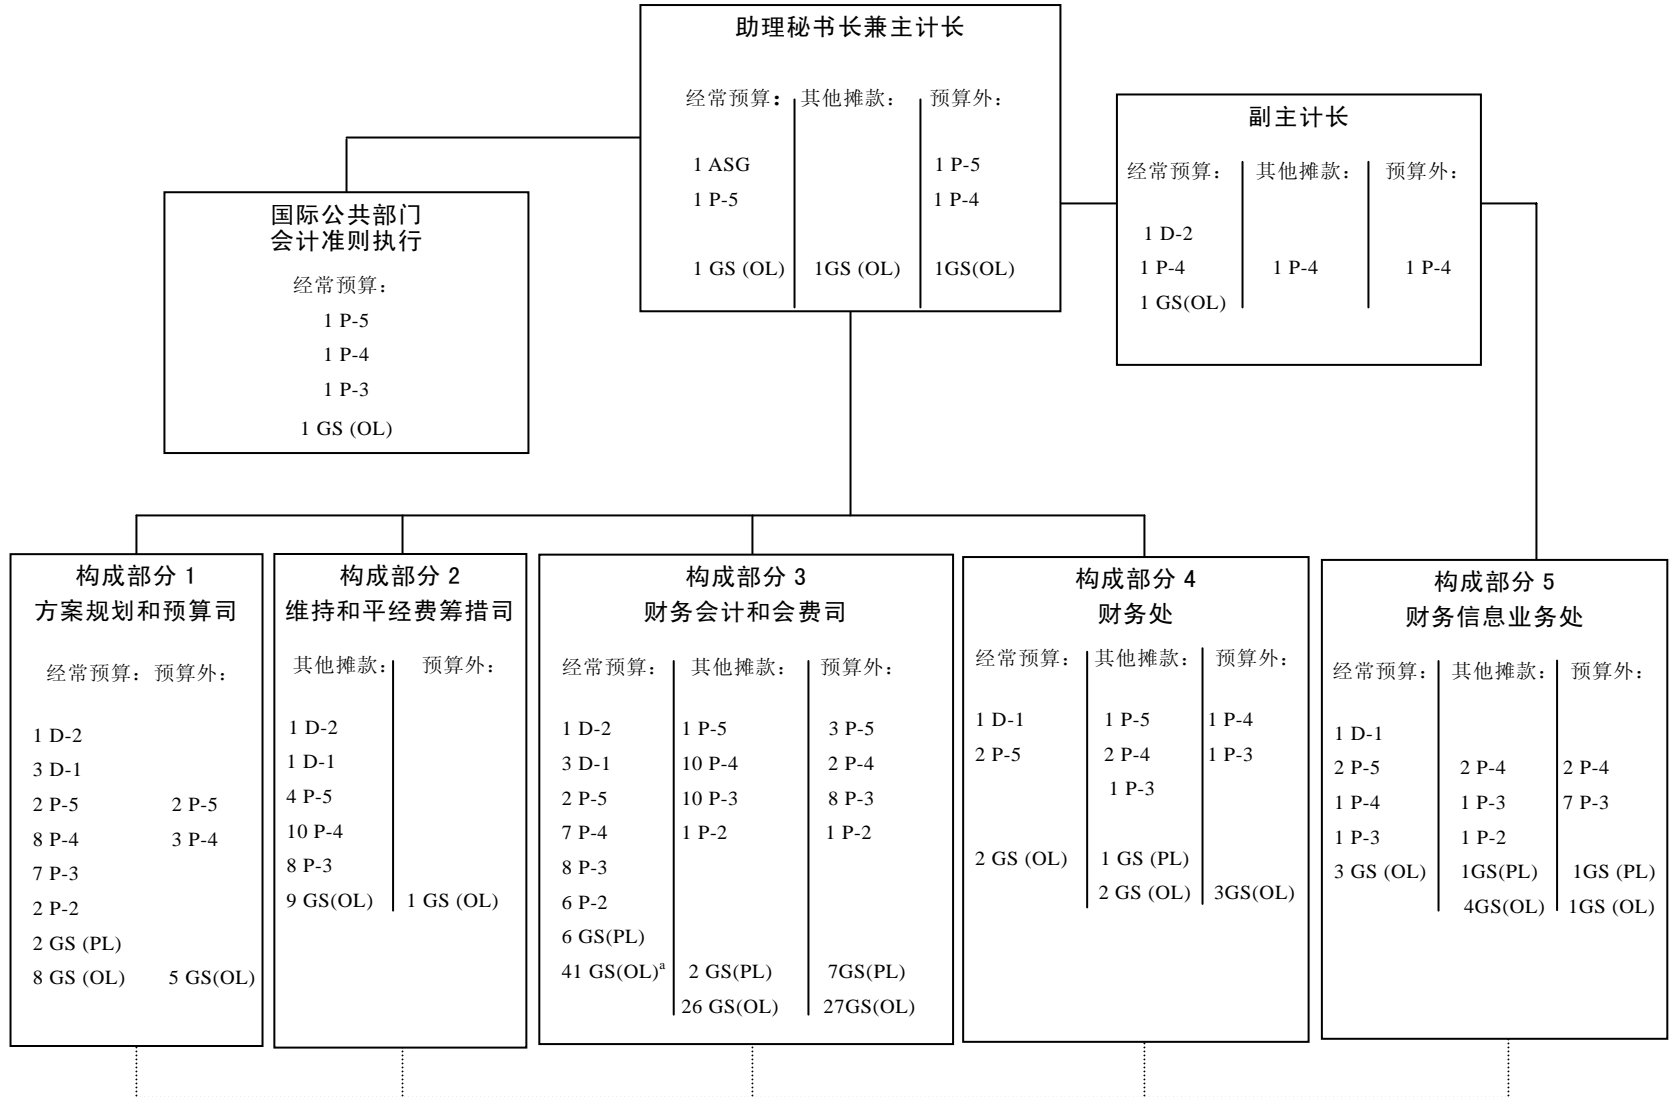 助理秘书长兼主计长
经常预算： 其他摊款： 预算外：
1 ASG 1 P-5
1 P-5 1 P-4
1 GS (OL) 1GS (OL) 1GS(OL)
副主计长
经常预算： 其他摊款： 预算外：
1 D-2
1 P-4 1 P-4 1 P-4
1 GS(OL)
国际公共部门
会计准则执行
经常预算：
1 P-5
1 P-4
1 P-3
1 GS (OL)
构成部分 1
方案规划和预算司
经常预算： 预算外：
1 D-2
3 D-1
2 P-5 2 P-5
8 P-4 3 P-4
7 P-3
2 P-2
2 GS (PL)
8 GS (OL) 5 GS(OL)
构成部分 2
维持和平经费筹措司
其他摊款： 预算外：
1 D-2
1 D-1
4 P-5
10 P-4
8 P-3
9 GS(OL) 1 GS (OL)
构成部分 3
财务会计和会费司
经常预算： 其他摊款： 预算外：
1 D-2 1 P-5 3 P-5
3 D-1 10 P-4 2 P-4
2 P-5 10 P-3 8 P-3
7 P-4 1 P-2 1 P-2
8 P-3
6 P-2
6 GS(PL)
41 GS(OL)ᵃ 2 GS(PL) 7GS(PL)
26 GS(OL) 27GS(OL)
构成部分 4
财务处
经常预算： 其他摊款： 预算外：
1 D-1 1 P-5 1 P-4
2 P-5 2 P-4 1 P-3
1 P-3
2 GS (OL) 1 GS (PL)
2 GS (OL) 3GS(OL)
构成部分 5
财务信息业务处
经常预算： 其他摊款： 预算外：
1 D-1
2 P-5 2 P-4 2 P-4
1 P-4 1 P-3 7 P-3
1 P-3 1 P-2
3 GS (OL) 1GS(PL) 1GS (PL)
4GS(OL) 1GS (OL)